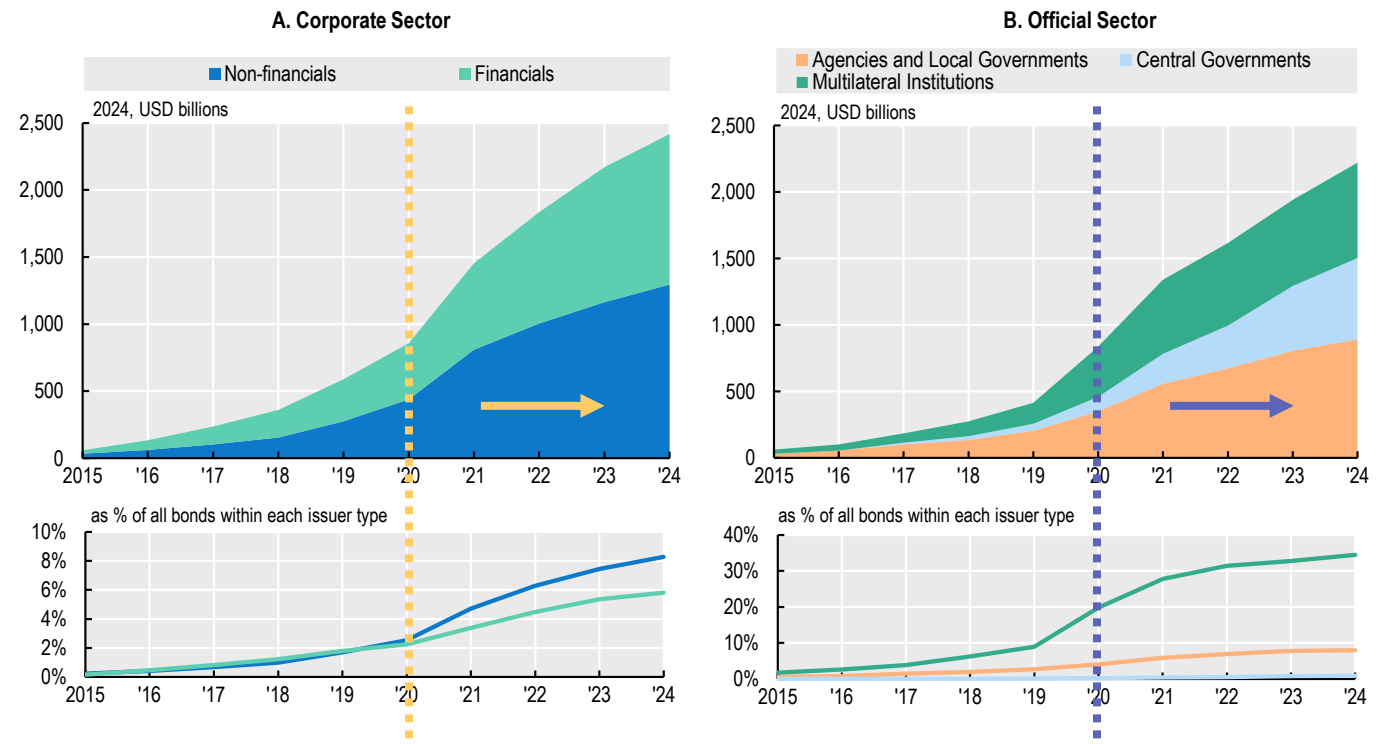 A. Corporate Sector
Non-financials Financials
2024, USD billions
2,500
2,000
1,500
1,000
500
0
2015 '16 '17 '18 '19 '20 '21 '22 '23 '24
as % of all bonds within each issuer type
10%
8%
6%
4%
2%
0%
2015 '16 '17 '18 '19 '20 '21 '22 '23 '24
B. Official Sector
Agencies and Local Governments Central Governments
Multilateral Institutions
2024, USD billions
2,500
2,000
1,500
1,000
500
0
2015 '16 '17 '18 '19 '20 '21 '22 '23 '24
as % of all bonds within each issuer type
40%
30%
20%
10%
0%
2015 '16 '17 '18 '19 '20 '21 '22 '23 '24